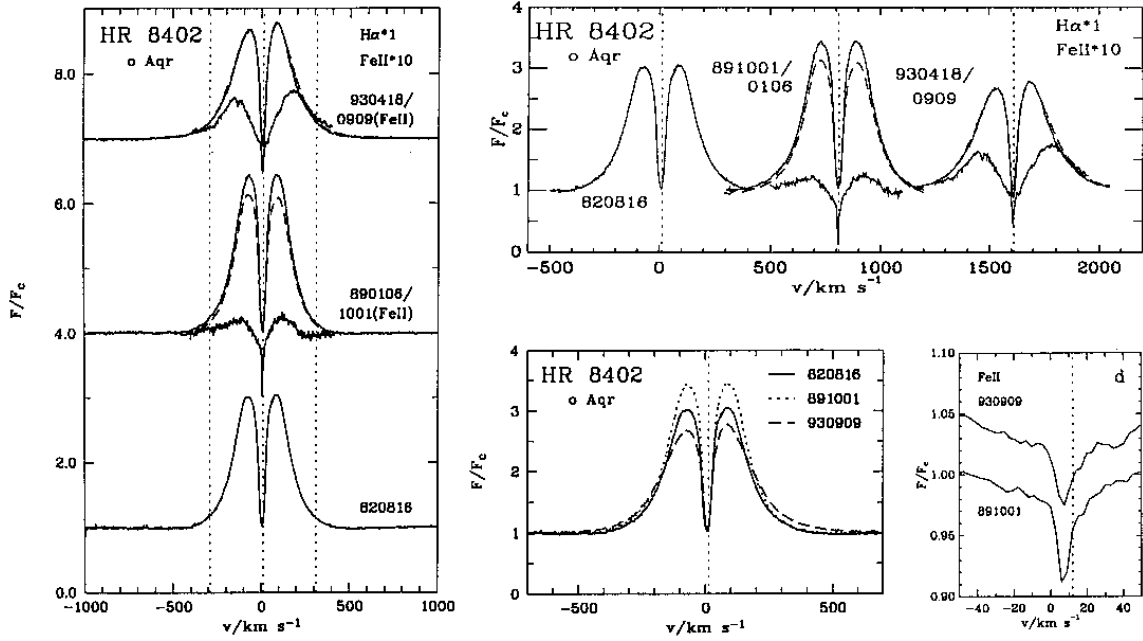 HR 8402
Hα*1
o Aqr
FeII*10
8.0
930418/
0909(FeII)
6.0
F/Fc
890106/
1001(FeII)
4.0
2.0
820816
0.0
-1000 -500 0 500 1000
v/km s⁻¹
4
HR 8402
Hα*1
o Aqr
FeII*10
891001/
0106
930418/
0909
3
F/Fc
2
1
820816
0
-500 0 500 1000 1500 2000
v/km s⁻¹
4
HR 8402
820816
o Aqr
891001
930909
3
F/Fc
2
1
0
-500 0 500
v/km s⁻¹
1.10
FeII
d
930909
1.05
F/Fc
1.00
891001
0.95
0.90
-40 -20 0 20 40
v/km s⁻¹